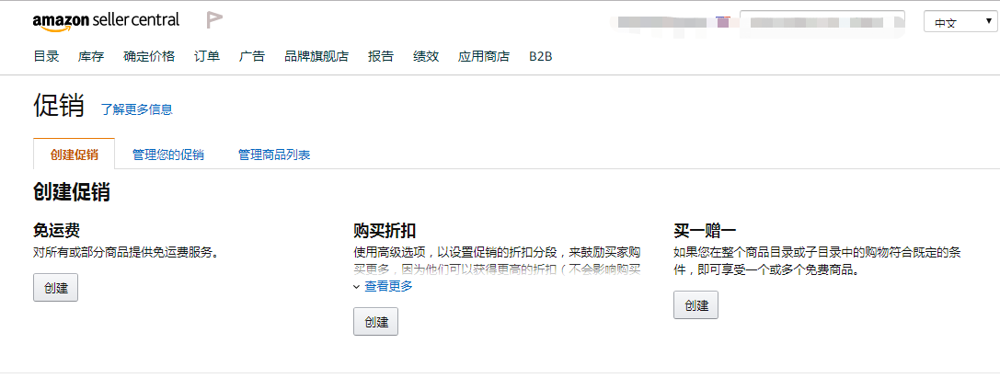 amazon seller central
中文
目录 库存 确定价格 订单 广告 品牌旗舰店 报告 绩效 应用商店 B2B
促销 了解更多信息
创建促销 管理您的促销 管理商品列表
创建促销
免运费
对所有或部分商品提供免运费服务。
创建
购买折扣
使用高级选项，以设置促销的折扣分段，来鼓励买家购
买更多，因为他们可以获得更高的折扣（不会影响购买
查看更多
创建
买一赠一
如果您在整个商品目录或子目录中的购物符合既定的条
件，即可享受一个或多个免费商品。
创建